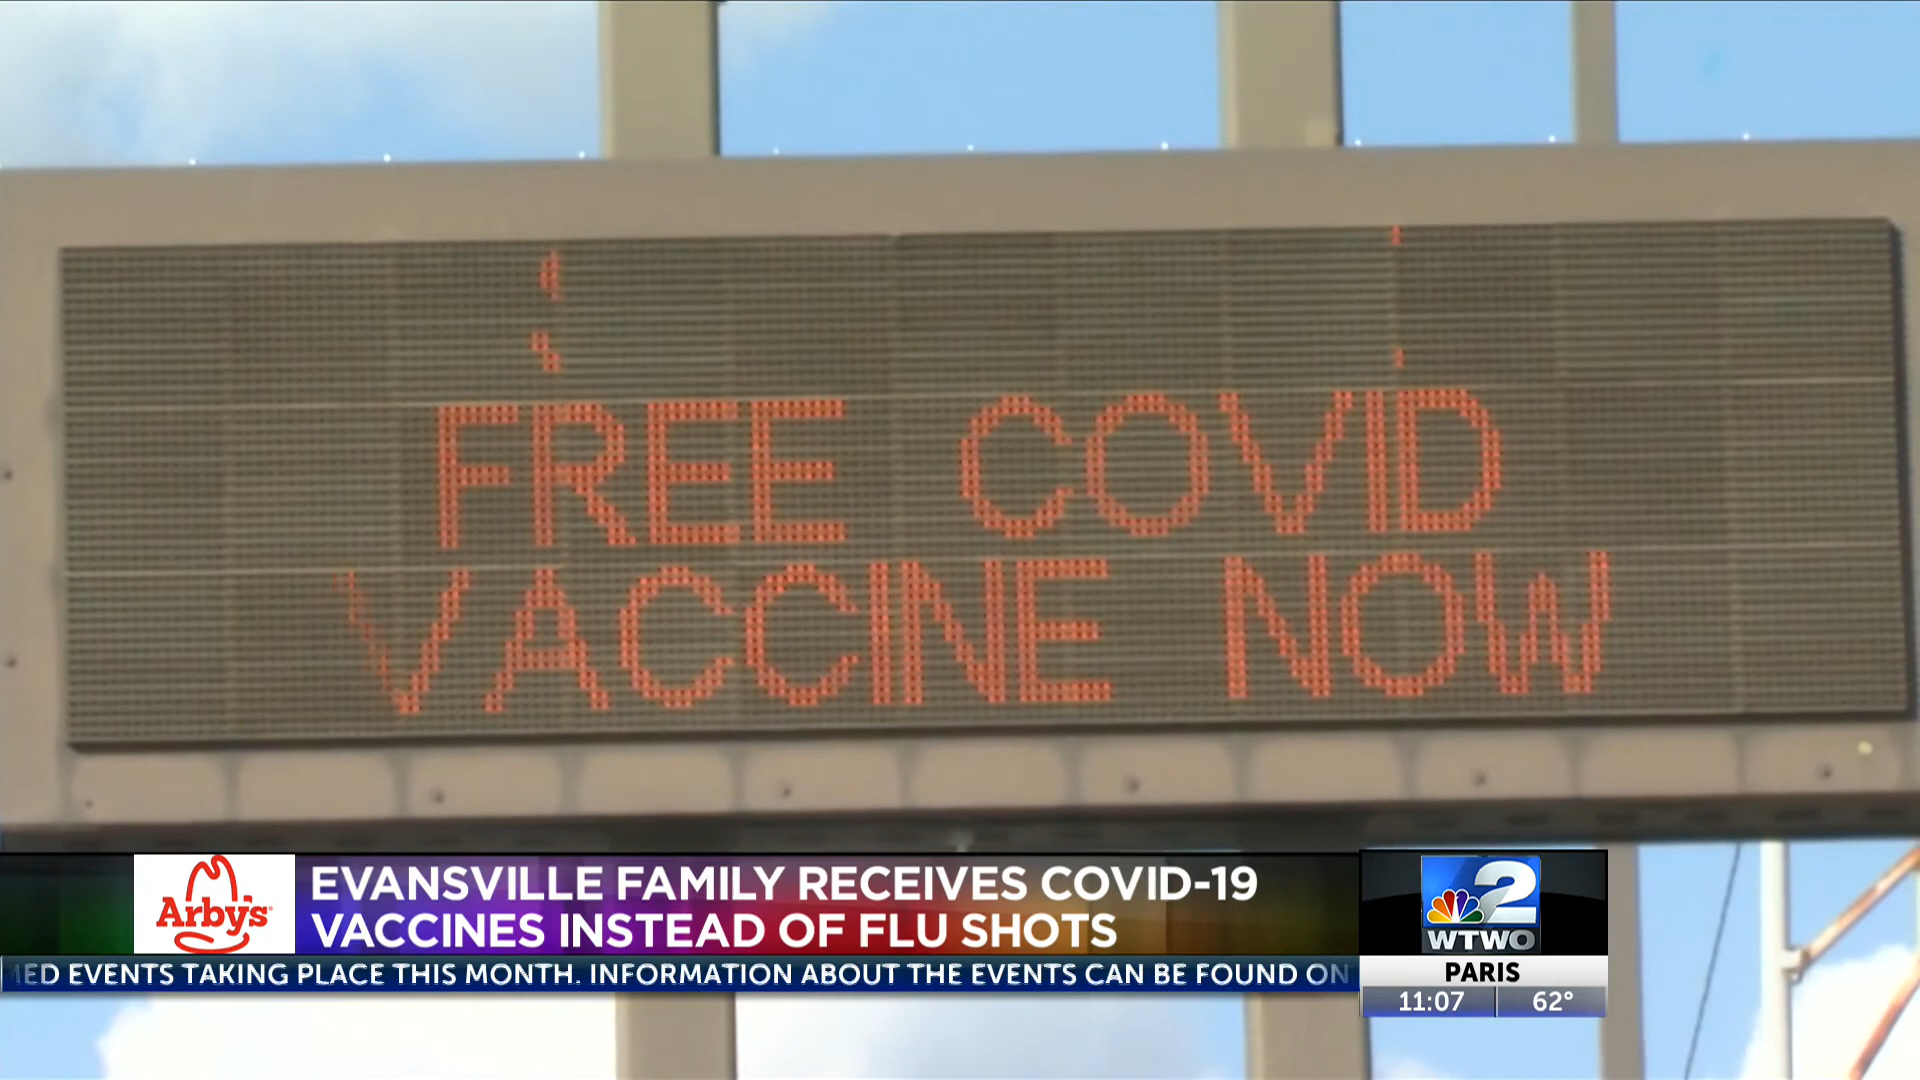 FREE COVID
VACCINE NOW
Arby's
EVANSVILLE FAMILY RECEIVES COVID-19
VACCINES INSTEAD OF FLU SHOTS
EVENTS TAKING PLACE THIS MONTH. INFORMATION ABOUT THE EVENTS CAN BE FOUND ON
2
WTWO
PARIS
11:07 62°